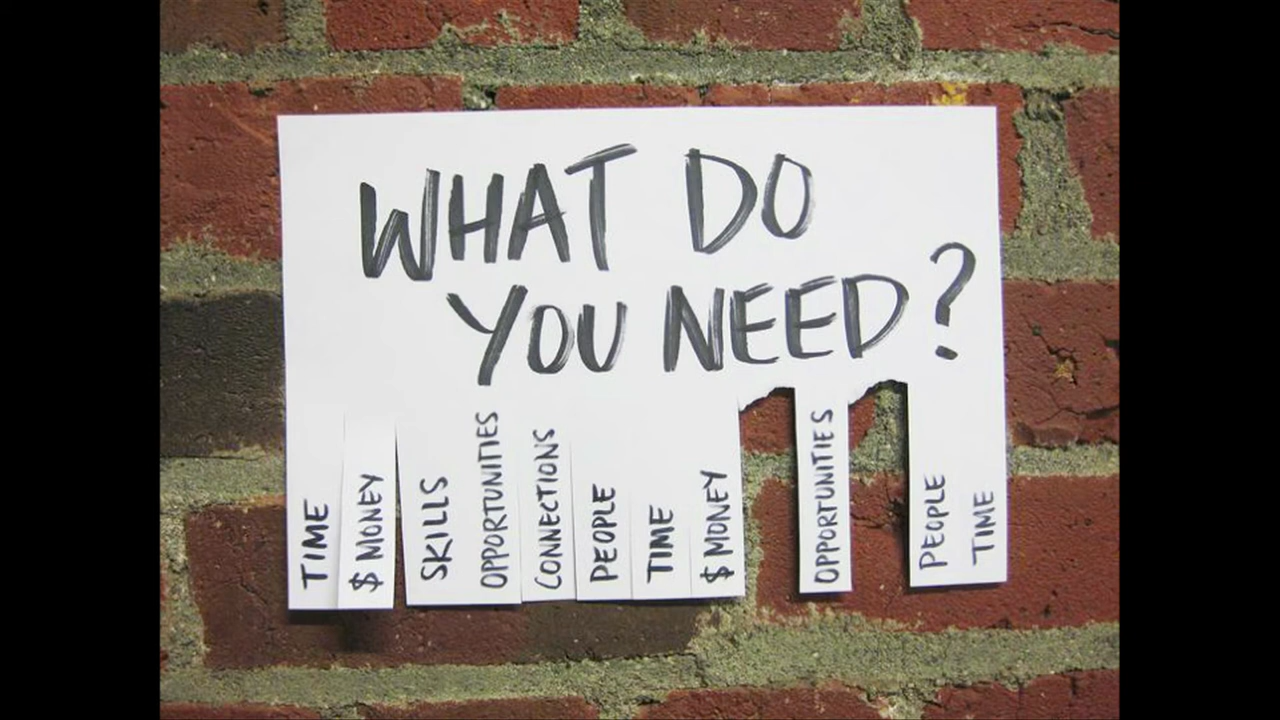 WHAT DO
YOU NEED?
TIME
$ MONEY
SKILLS
OPPORTUNITIES
CONNECTIONS
PEOPLE
TIME
$ MONEY
OPPORTUNITIES
PEOPLE
TIME